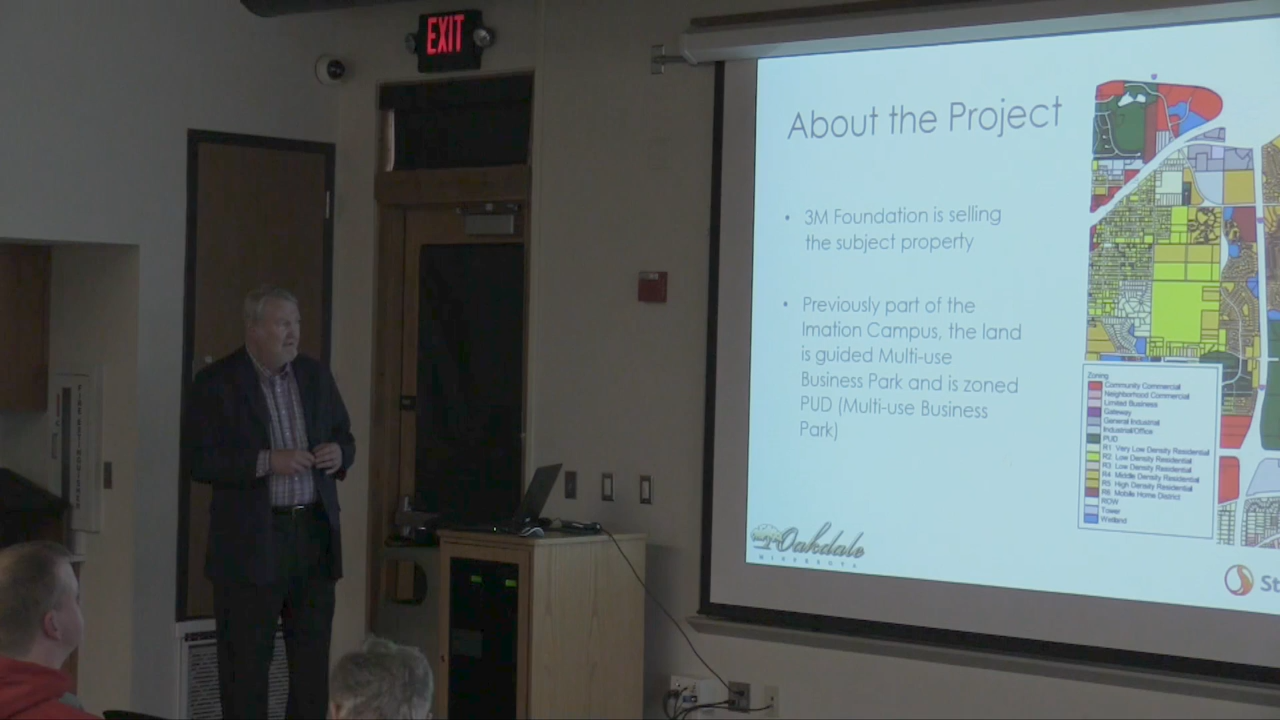 EXIT
About the Project
• 3M Foundation is selling
the subject property
• Previously part of the
Imation Campus, the land
is guided Multi-use
Business Park and is zoned
PUD (Multi-use Business
Park)
Zoning
Community Commercial
Neighborhood Commercial
Limited Business
Gateway
General Industrial
Industrial/Office
PUD
R1 Very Low Density Residential
R2 Low Density Residential
R3 Low Density Residential
R4 Middle Density Residential
R5 High Density Residential
R6 Mobile Home District
ROW
Tower
Wetland
Oakdale
MINNESOTA
St